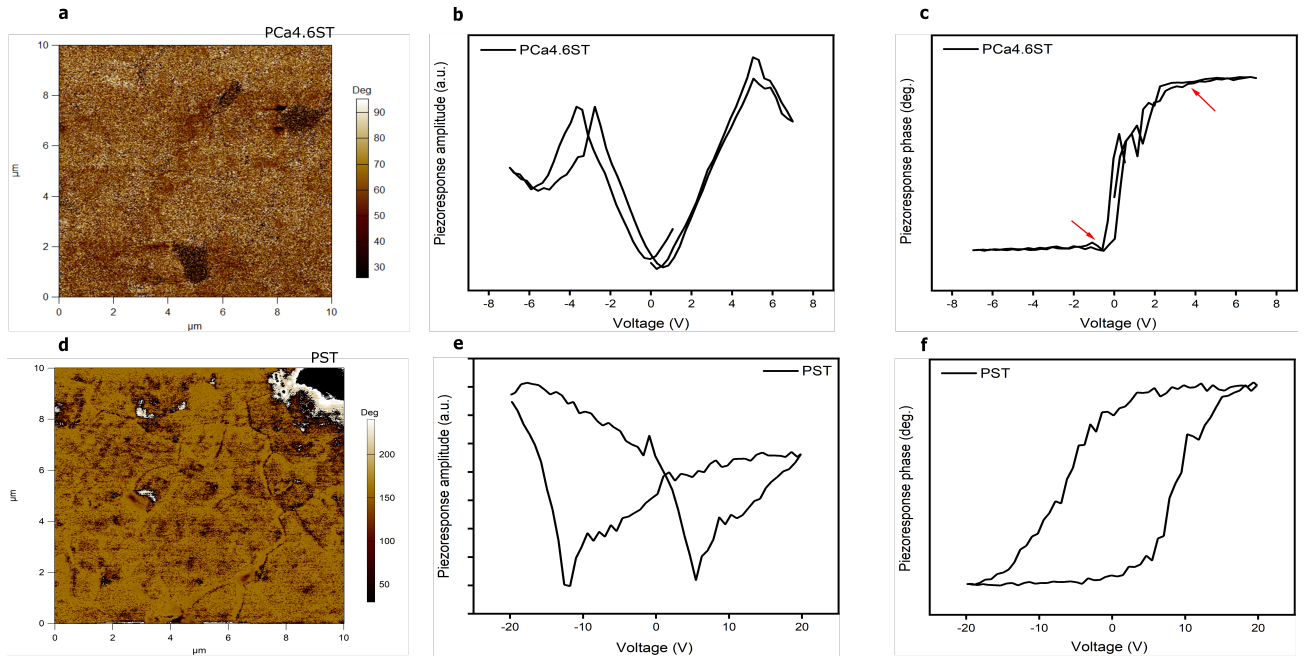 a
PCa4.6ST
10
8
6
4
2
0
μm
0
2
4
6
8
10
μm
Deg
90
80
70
60
50
40
30
b
PCa4.6ST
Piezoresponse amplitude (a.u.)
-8
-6
-4
-2
0
2
4
6
8
Voltage (V)
c
PCa4.6ST
Piezoresponse phase (deg.)
-8
-6
-4
-2
0
2
4
6
8
Voltage (V)
d
PST
10
8
6
4
2
0
μm
0
2
4
6
8
10
μm
Deg
200
150
100
50
e
PST
Piezoresponse amplitude (a.u.)
-20
-10
0
10
20
Voltage (V)
f
PST
Piezoresponse phase (deg.)
-20
-10
0
10
20
Voltage (V)